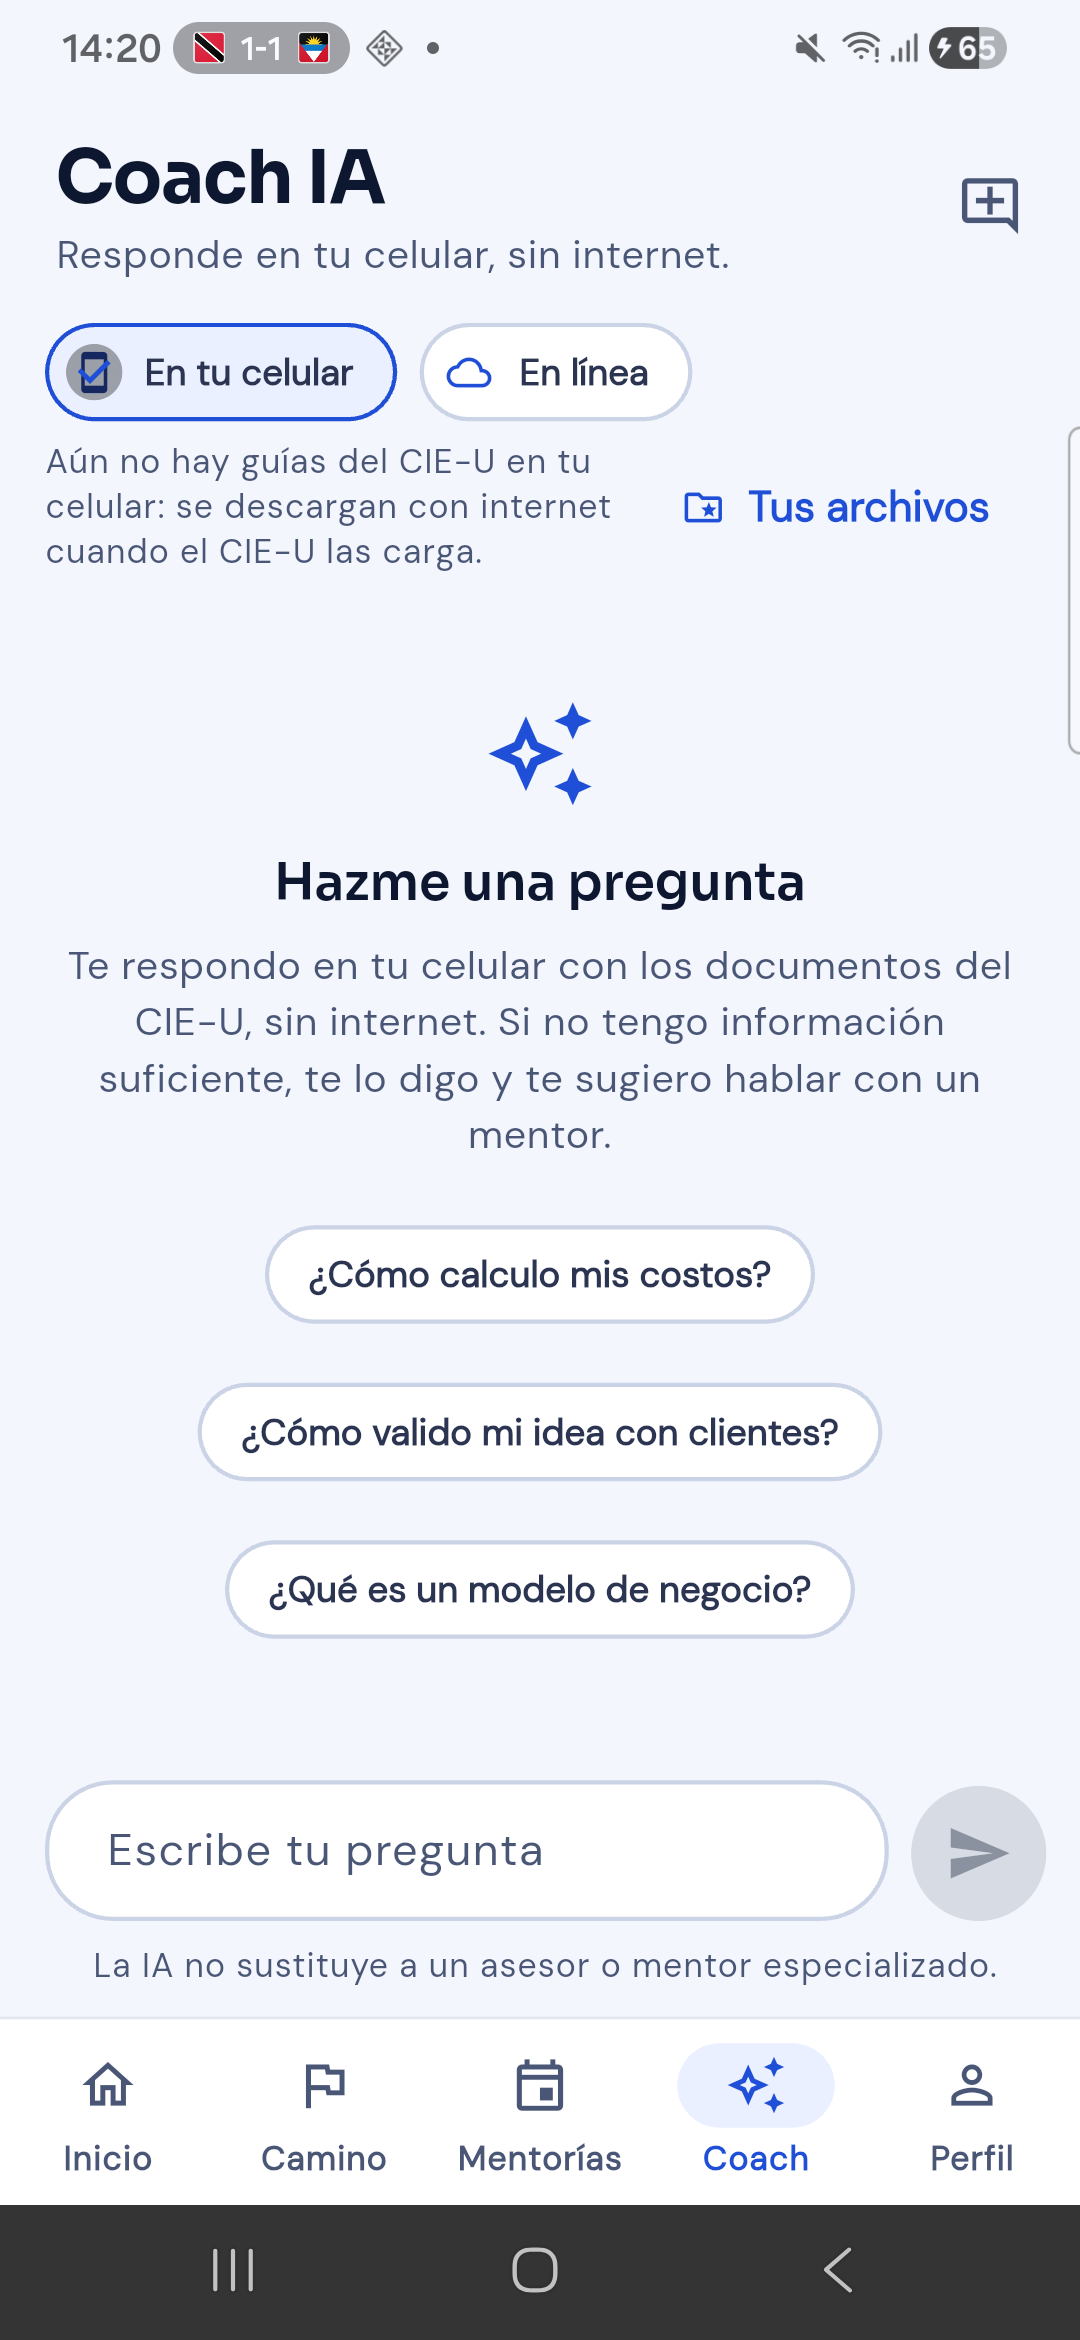 14:20 1-1 65
Coach IA
Responde en tu celular, sin internet.
En tu celular
En línea
Aún no hay guías del CIE-U en tu
celular: se descargan con internet
cuando el CIE-U las carga.
Tus archivos
Hazme una pregunta
Te respondo en tu celular con los documentos del
CIE-U, sin internet. Si no tengo información
suficiente, te lo digo y te sugiero hablar con un
mentor.
¿Cómo calculo mis costos?
¿Cómo valido mi idea con clientes?
¿Qué es un modelo de negocio?
Escribe tu pregunta
La IA no sustituye a un asesor o mentor especializado.
Inicio Camino Mentorías Coach Perfil